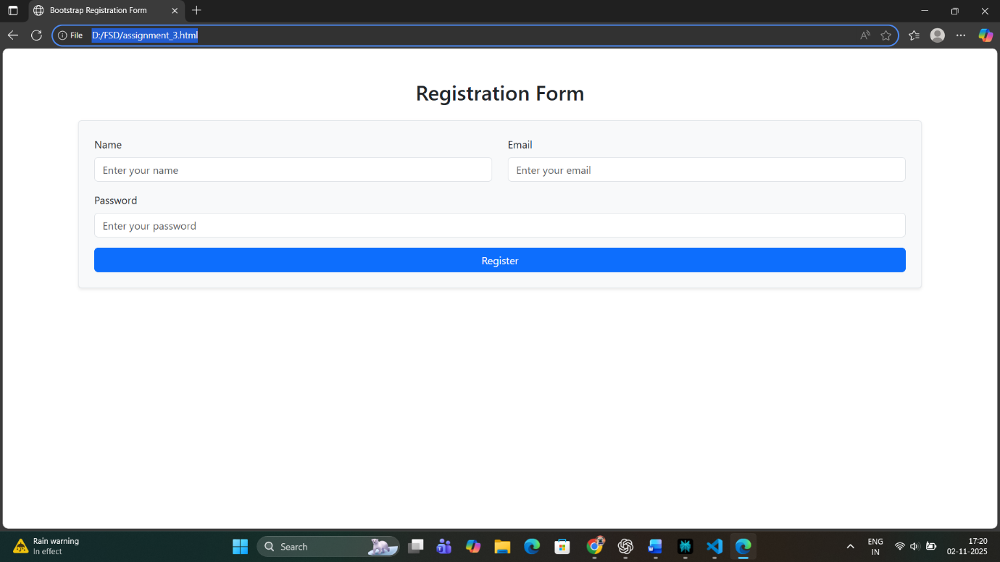 Bootstrap Registration Form
File D:/FSD/assignment_3.html
Registration Form
Name
Email
Enter your name
Enter your email
Password
Enter your password
Register
Rain warning
In effect
Search
ENG
IN
17:20
02-11-2025